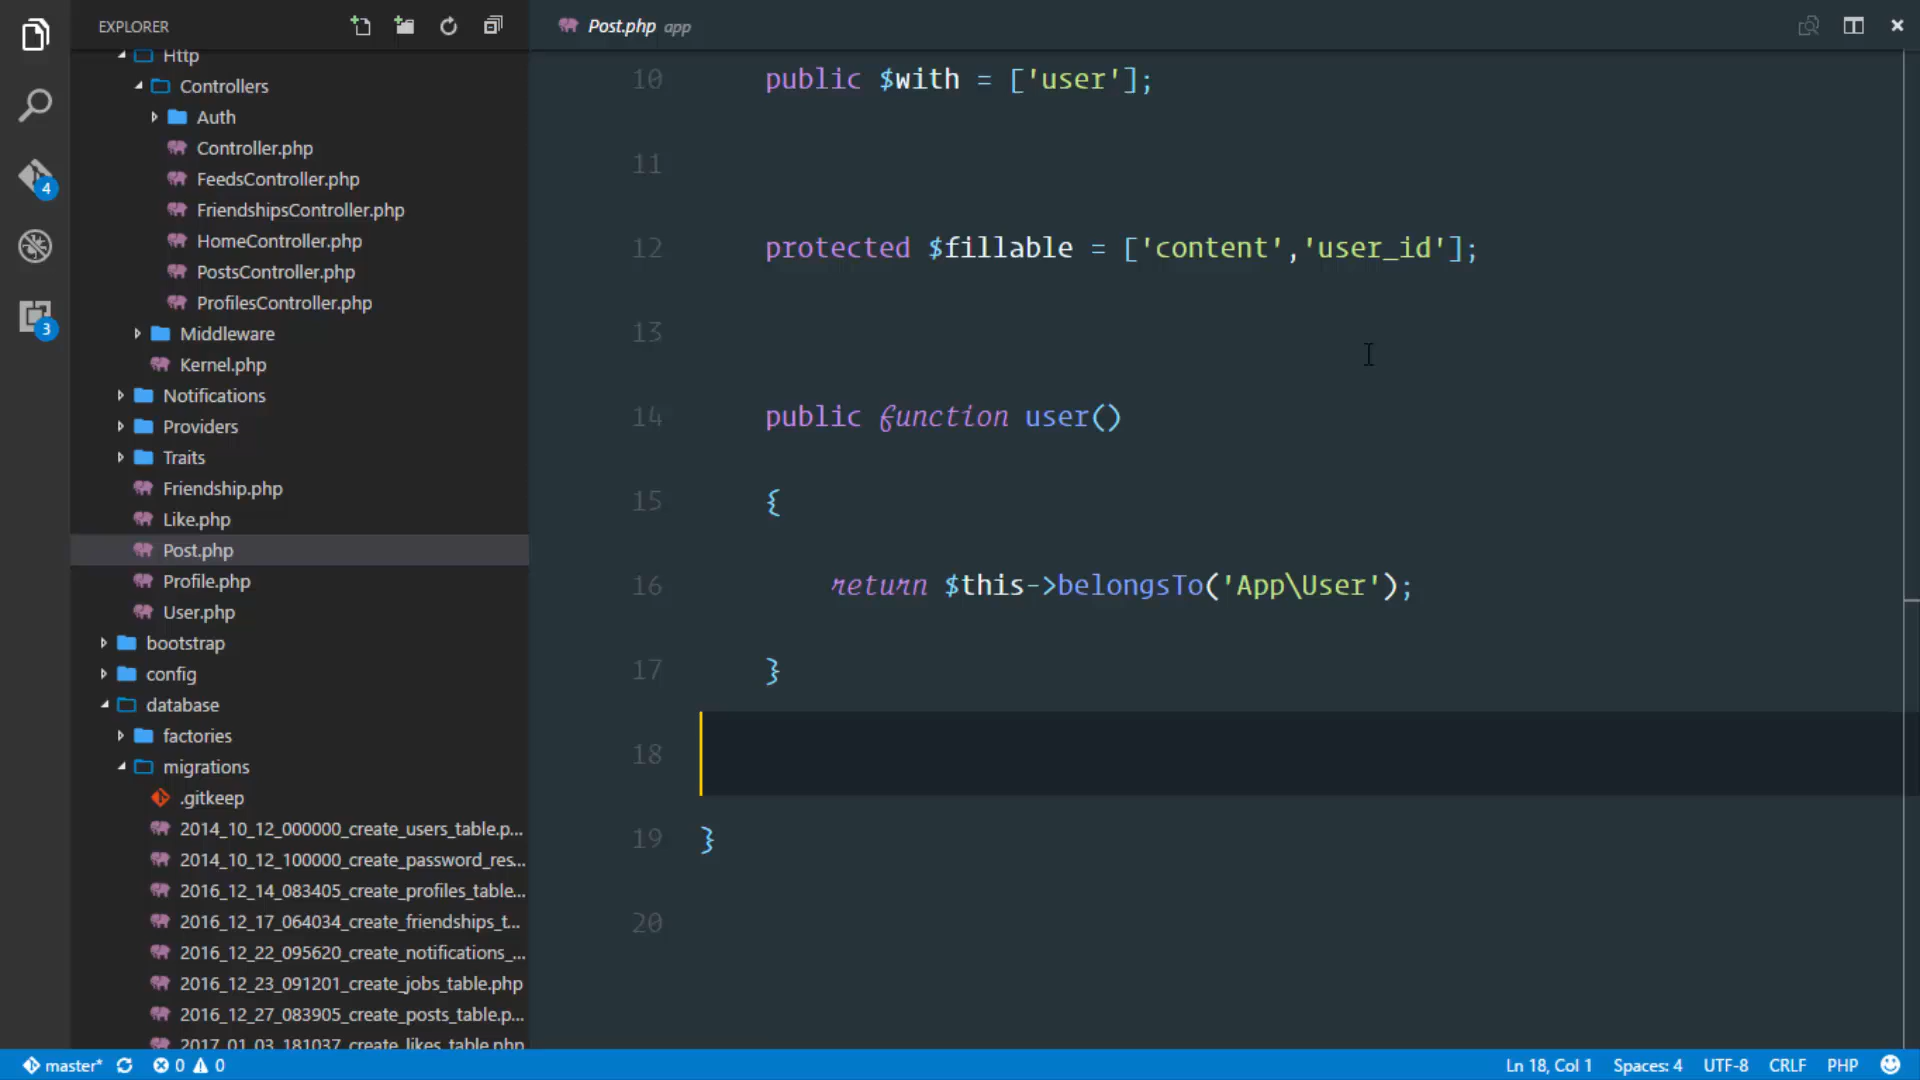 EXPLORER
Http
Controllers
Auth
Controller.php
FeedsController.php
FriendshipsController.php
HomeController.php
PostsController.php
ProfilesController.php
Middleware
Kernel.php
Notifications
Providers
Traits
Friendship.php
Like.php
Post.php
Profile.php
User.php
bootstrap
config
database
factories
migrations
.gitkeep
2014_10_12_000000_create_users_table.p...
2014_10_12_100000_create_password_res...
2016_12_14_083405_create_profiles_table...
2016_12_17_064034_create_friendships_t...
2016_12_22_095620_create_notifications_...
2016_12_23_091201_create_jobs_table.php
2016_12_27_083905_create_posts_table.p...
2017_01_03_181037_create_likes_table.php
4
3
Post.php app
10 public $with = ['user'];
11
12 protected $fillable = ['content','user_id'];
13
14 public function user()
15 {
16 return $this->belongsTo('App\User');
17 }
18
19 }
20
master* 0 0 Ln 18, Col 1 Spaces: 4 UTF-8 CRLF PHP